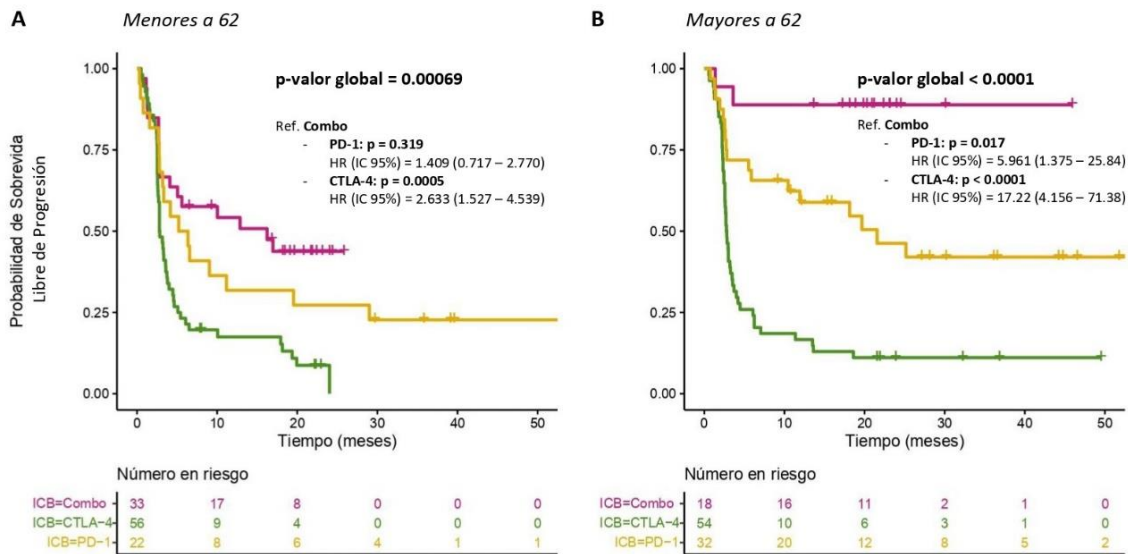 A
Menores a 62
Probabilidad de Sobrevida
Libre de Progresión
1.00
0.75
0.50
0.25
0.00
p-valor global = 0.00069
Ref. Combo
- PD-1: p = 0.319
HR (IC 95%) = 1.409 (0.717 – 2.770)
- CTLA-4: p = 0.0005
HR (IC 95%) = 2.633 (1.527 – 4.539)
0 10 20 30 40 50
Tiempo (meses)
Número en riesgo
ICB=Combo 33 17 8 0 0 0
ICB=CTLA-4 56 9 4 0 0 0
ICB=PD-1 22 8 6 4 1 1
B
Mayores a 62
1.00
0.75
0.50
0.25
0.00
p-valor global < 0.0001
Ref. Combo
- PD-1: p = 0.017
HR (IC 95%) = 5.961 (1.375 – 25.84)
- CTLA-4: p < 0.0001
HR (IC 95%) = 17.22 (4.156 – 71.38)
0 10 20 30 40 50
Tiempo (meses)
Número en riesgo
ICB=Combo 18 16 11 2 1 0
ICB=CTLA-4 54 10 6 3 1 0
ICB=PD-1 32 20 12 8 5 2